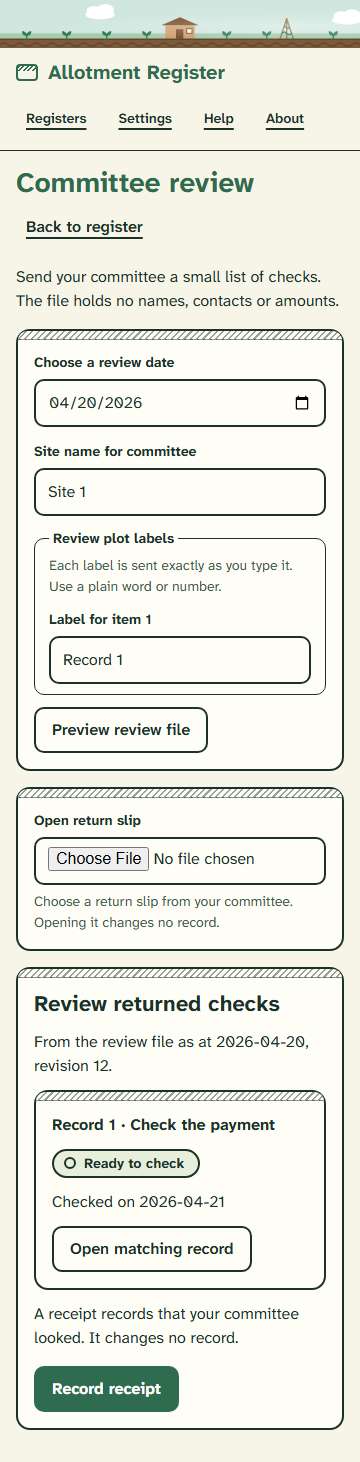 Allotment Register
Registers Settings Help About
Committee review
Back to register
Send your committee a small list of checks.
The file holds no names, contacts or amounts.
Choose a review date
04/20/2026
Site name for committee
Site 1
Review plot labels
Each label is sent exactly as you type it.
Use a plain word or number.
Label for item 1
Record 1
Preview review file
Open return slip
Choose File No file chosen
Choose a return slip from your committee.
Opening it changes no record.
Review returned checks
From the review file as at 2026-04-20,
revision 12.
Record 1 · Check the payment
Ready to check
Checked on 2026-04-21
Open matching record
A receipt records that your committee
looked. It changes no record.
Record receipt